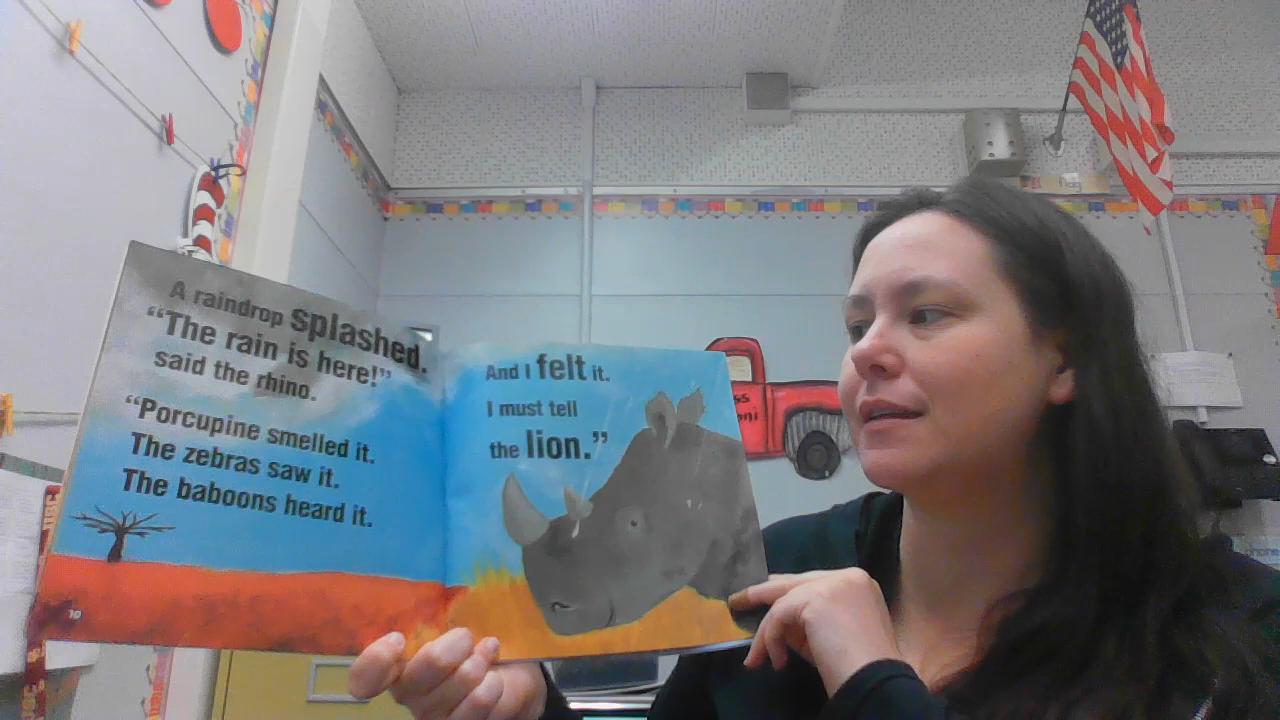 A raindrop splashed.
“The rain is here!”
said the rhino.
“Porcupine smelled it.
The zebras saw it.
The baboons heard it.
10
And I felt it.
I must tell
the lion.”